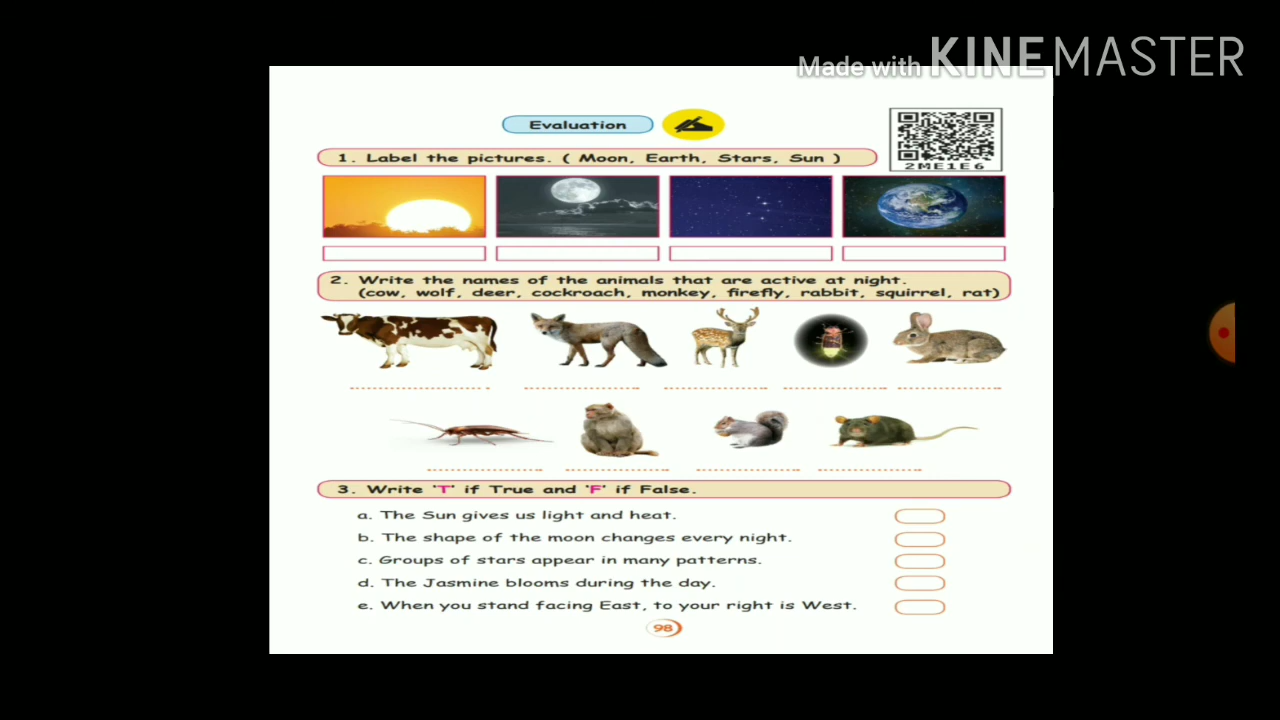 Made with KINEMASTER
Evaluation
2ME1E6
1. Label the pictures. ( Moon, Earth, Stars, Sun )
2. Write the names of the animals that are active at night.
(cow, wolf, deer, cockroach, monkey, firefly, rabbit, squirrel, rat)
3. Write 'T' if True and 'F' if False.
a. The Sun gives us light and heat.
b. The shape of the moon changes every night.
c. Groups of stars appear in many patterns.
d. The Jasmine blooms during the day.
e. When you stand facing East, to your right is West.
98